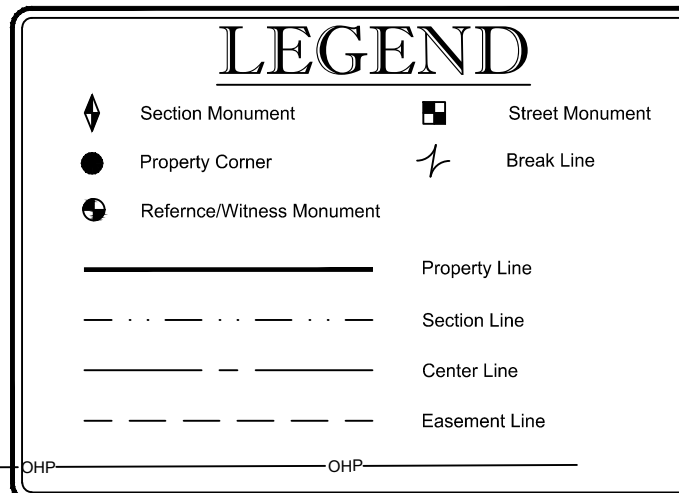 LEGEND
Section Monument
Street Monument
Property Corner
Break Line
Refernce/Witness Monument
Property Line
Section Line
Center Line
Easement Line
OHP OHP